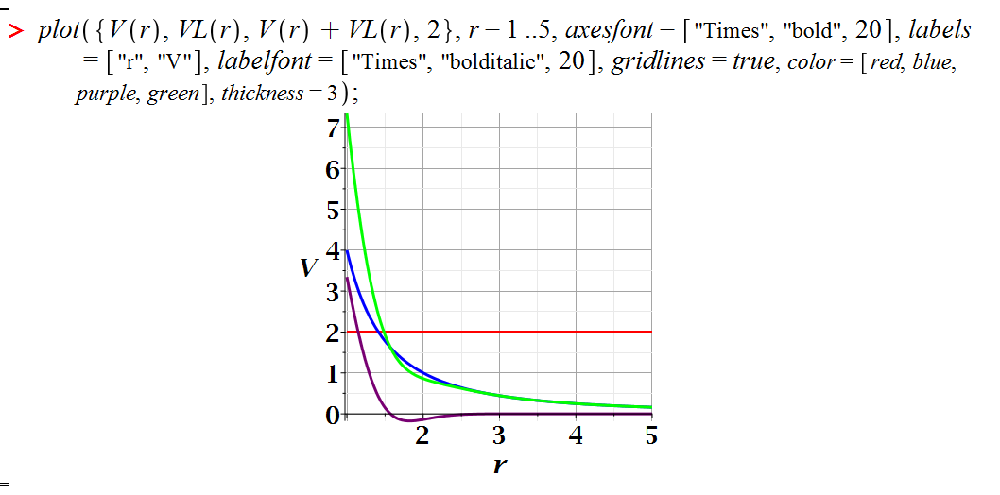 > plot({V(r), VL(r), V(r) + VL(r), 2}, r = 1 ..5, axesfont = ["Times", "bold", 20], labels
= ["r", "V"], labelfont = ["Times", "bolditalic", 20], gridlines = true, color = [red, blue,
purple, green], thickness = 3);
7
6
5
4
V
3
2
1
0
2 3 4 5
r